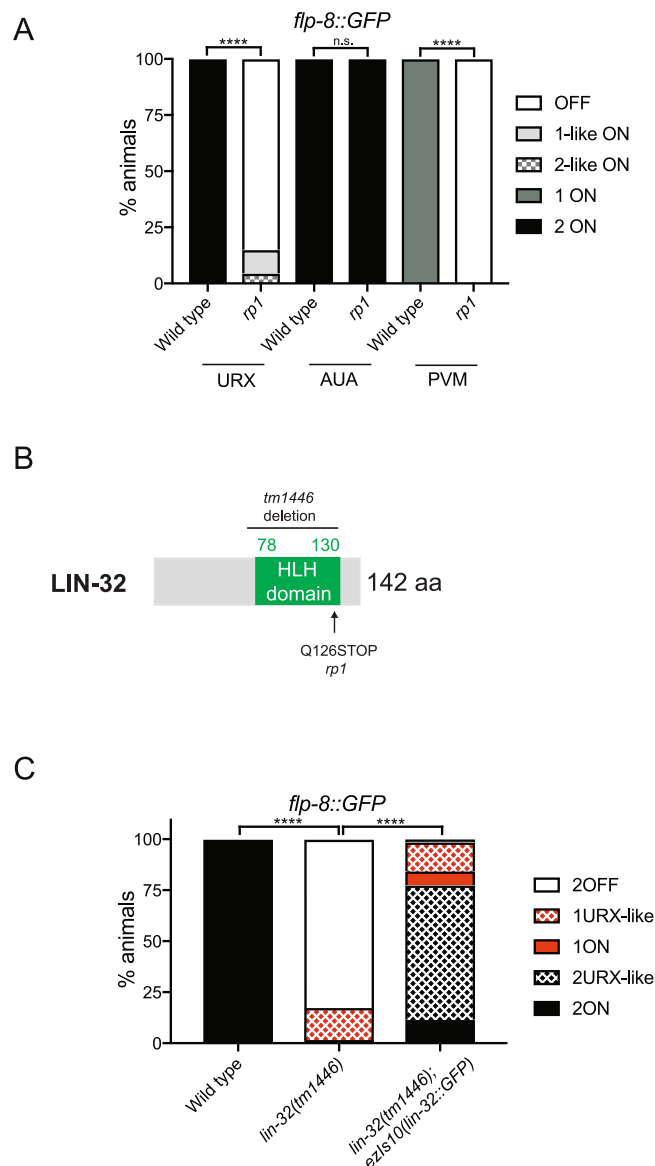 A
flp-8::GFP
**** n.s. ****
100
75
50
25
0
% animals
OFF
1-like ON
2-like ON
1 ON
2 ON
Wild type rp1 Wild type rp1 Wild type rp1
URX AUA PVM
B
tm1446
deletion
78 130
LIN-32 HLH domain 142 aa
Q126STOP
rp1
C
flp-8::GFP
**** ****
100
75
50
25
0
% animals
2OFF
1URX-like
1ON
2URX-like
2ON
Wild type
lin-32(tm1446)
lin-32(tm1446);
ezIs10(lin-32::GFP)